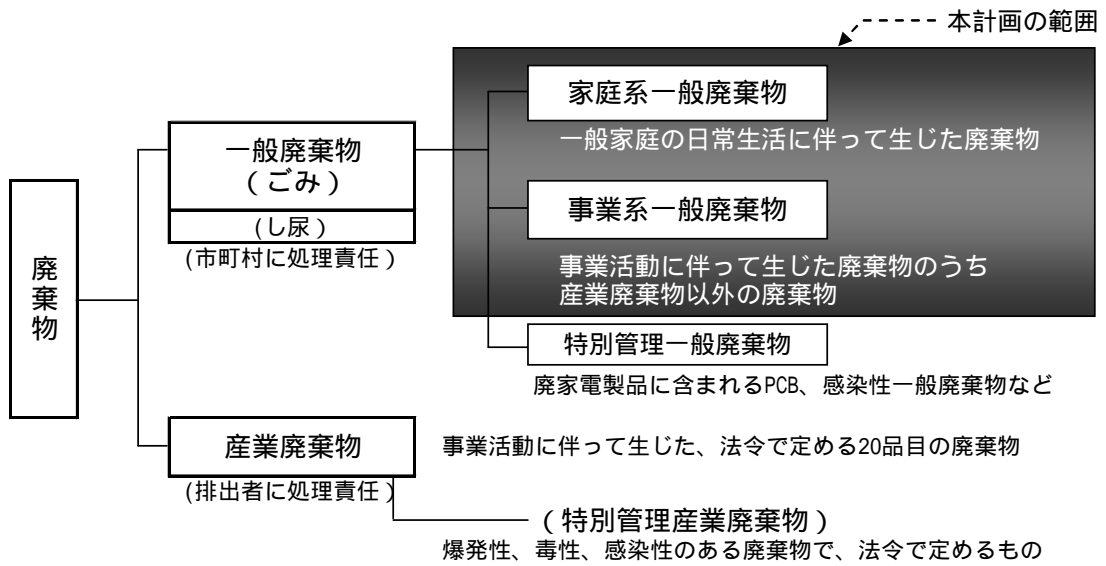 本計画の範囲
廃棄物
一般廃棄物
（ごみ）
(し尿）
(市町村に処理責任）
家庭系一般廃棄物
一般家庭の日常生活に伴って生じた廃棄物
事業系一般廃棄物
事業活動に伴って生じた廃棄物のうち
産業廃棄物以外の廃棄物
特別管理一般廃棄物
廃家電製品に含まれるPCB、感染性一般廃棄物など
産業廃棄物
(排出者に処理責任）
事業活動に伴って生じた、法令で定める20品目の廃棄物
（特別管理産業廃棄物）
爆発性、毒性、感染性のある廃棄物で、法令で定めるもの